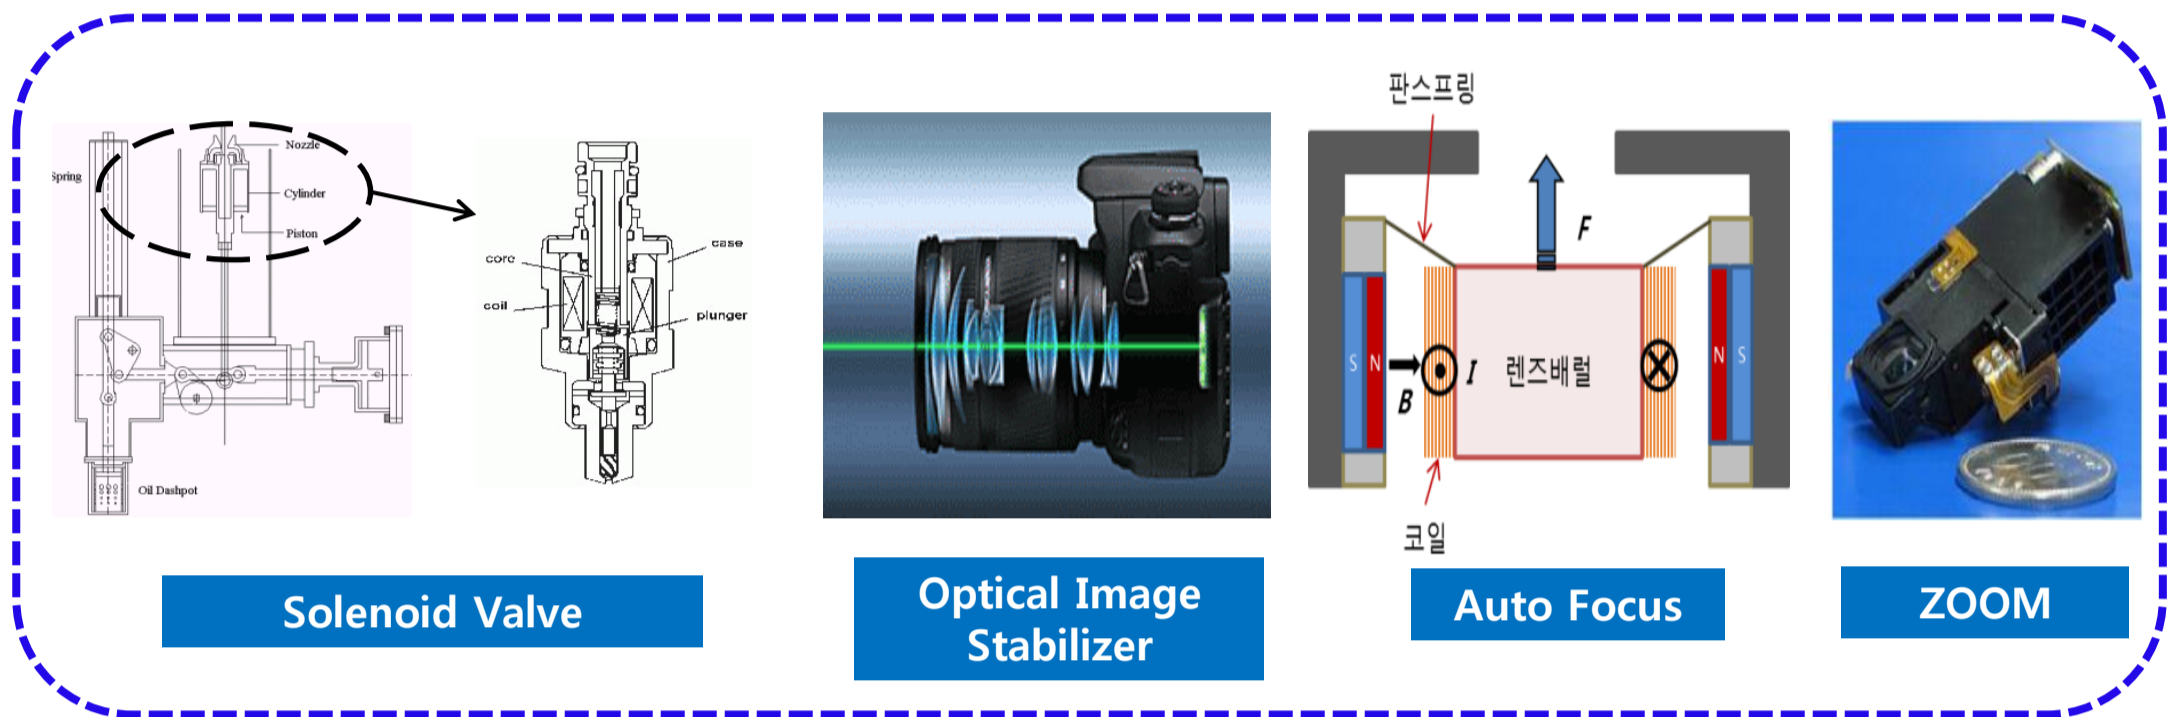 Nozzle
Spring
Cylinder
Piston
Oil Dashpot
case
core
coil
plunger
판스프링
F
S N
B
I
렌즈배럴
N S
코일
Solenoid Valve
Optical Image
Stabilizer
Auto Focus
ZOOM